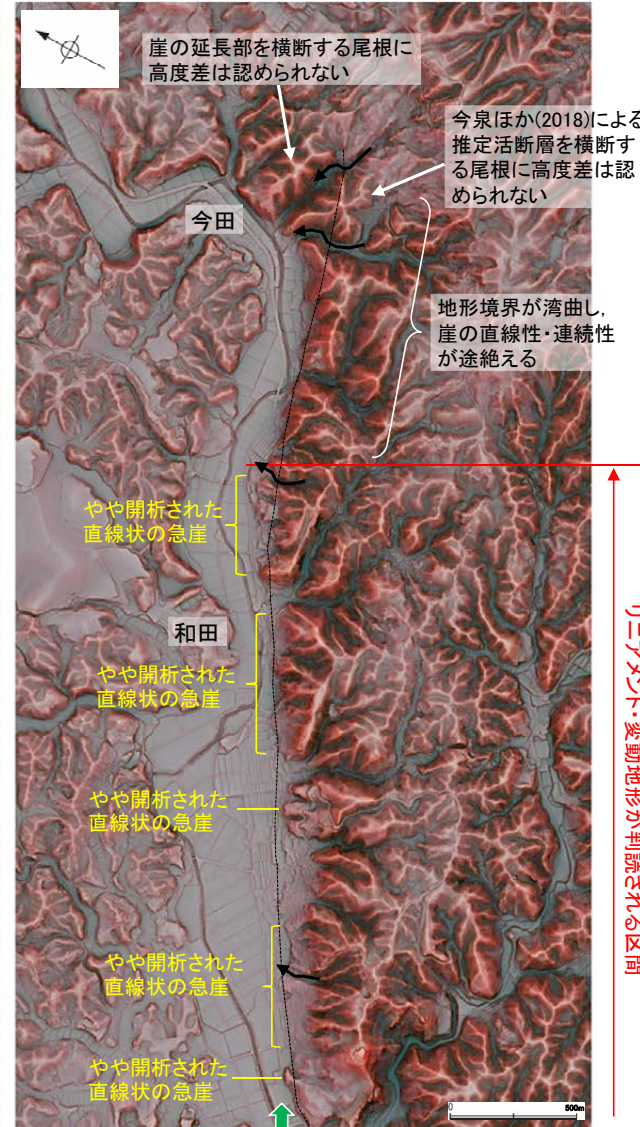 崖の延長部を横断する尾根に
高度差は認められない
今泉ほか(2018)による
推定活断層を横断す
る尾根に高度差は認
められない
今田
地形境界が湾曲し,
崖の直線性・連続性
が途絶える
やや開析された
直線状の急崖
和田
やや開析された
直線状の急崖
やや開析された
直線状の急崖
やや開析された
直線状の急崖
やや開析された
直線状の急崖
リニアメント・変動地形が判読される区間
0 500m